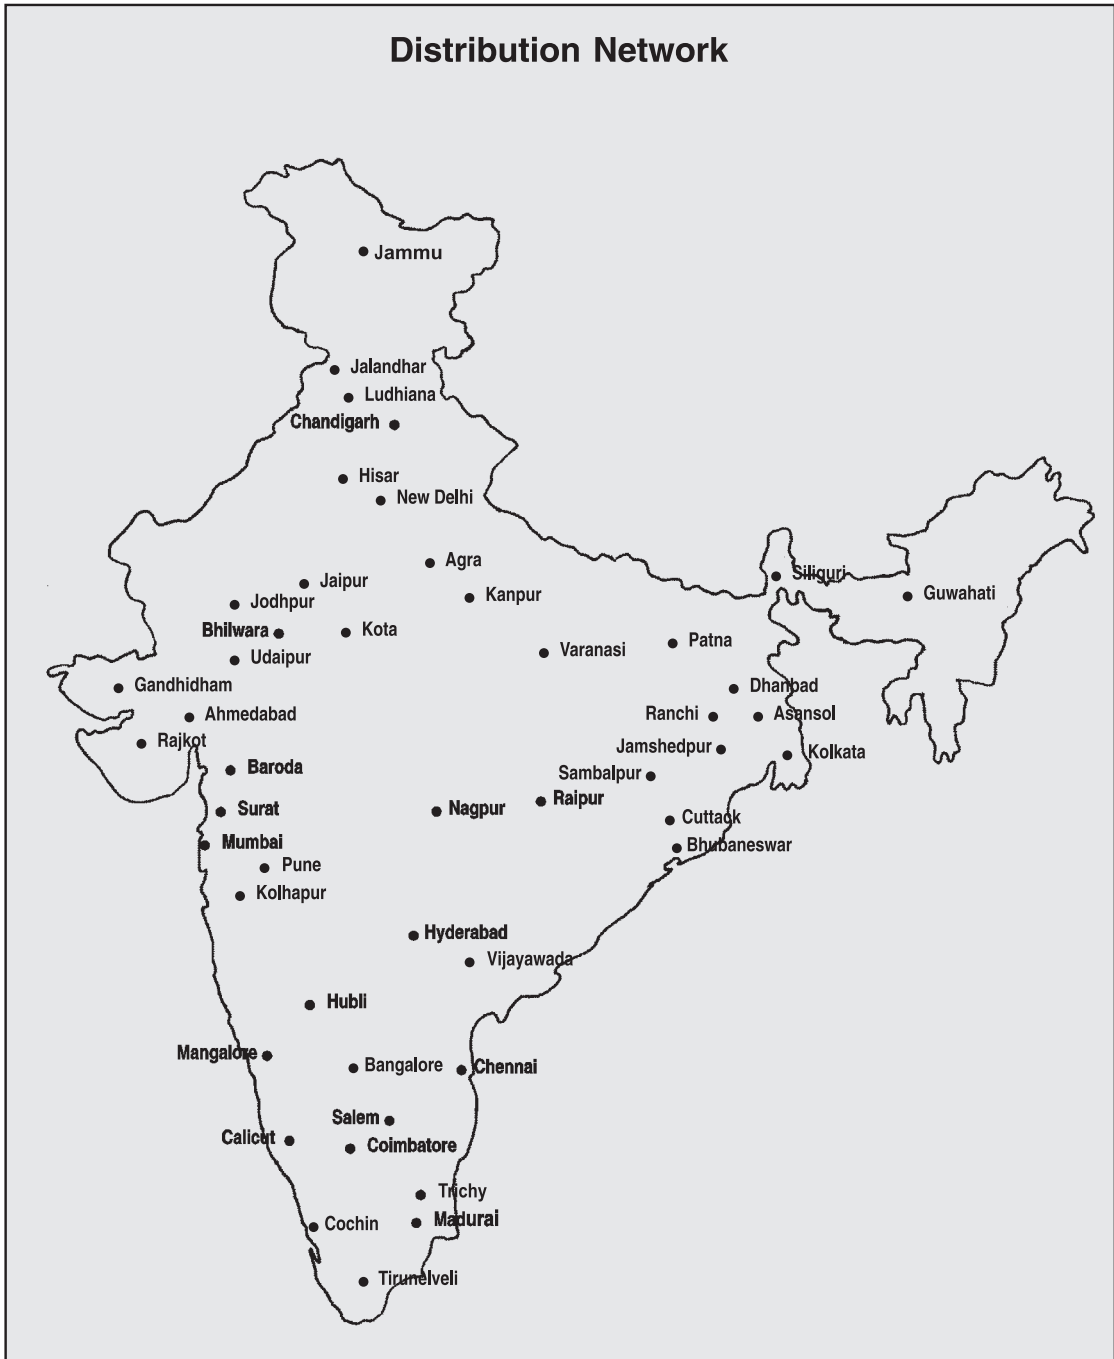 Distribution Network
Jammu
Jalandhar
Ludhiana
Chandigarh
Hisar
New Delhi
Agra
Siliguri
Jaipur
Kanpur
Guwahati
Jodhpur
Bhilwara
Kota
Patna
Varanasi
Udaipur
Gandhidham
Dhanbad
Ahmedabad
Ranchi
Asansol
Rajkot
Jamshedpur
Kolkata
Baroda
Sambalpur
Raipur
Surat
Nagpur
Cuttack
Mumbai
Bhubaneswar
Pune
Kolhapur
Hyderabad
Vijayawada
Hubli
Mangalore
Bangalore
Chennai
Salem
Calicut
Coimbatore
Trichy
Madurai
Cochin
Tirunelveli